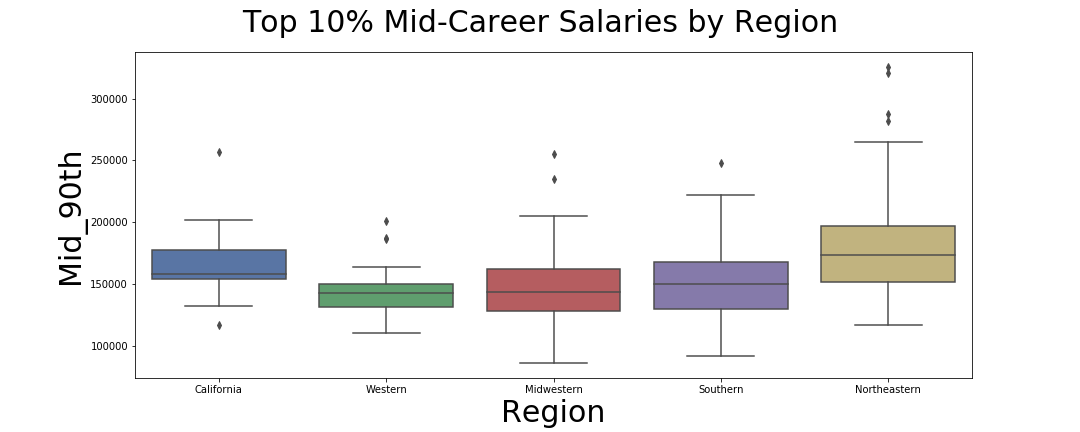 Top 10% Mid-Career Salaries by Region
Mid_90th
300000
250000
200000
150000
100000
California
Western
Midwestern
Southern
Northeastern
Region